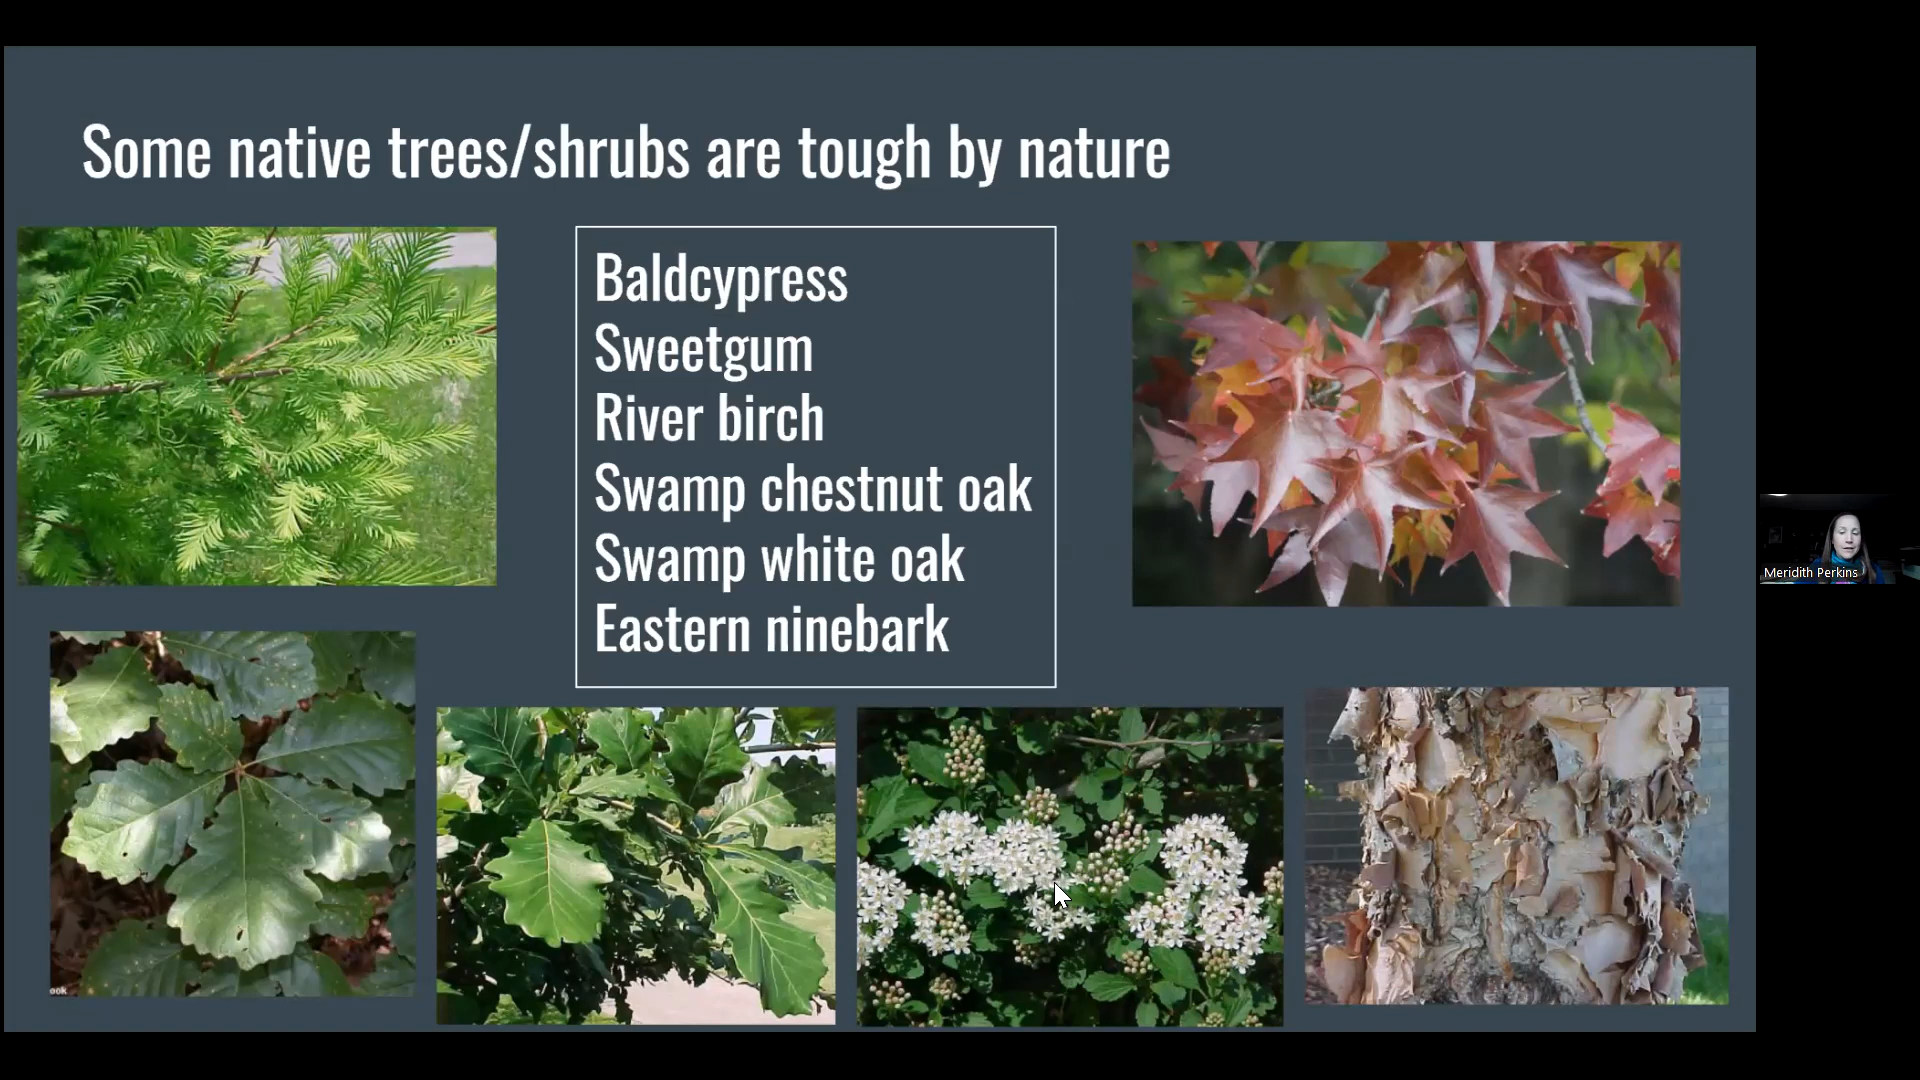 Some native trees/shrubs are tough by nature
Baldcypress
Sweetgum
River birch
Swamp chestnut oak
Swamp white oak
Eastern ninebark
Meridith Perkins
ook